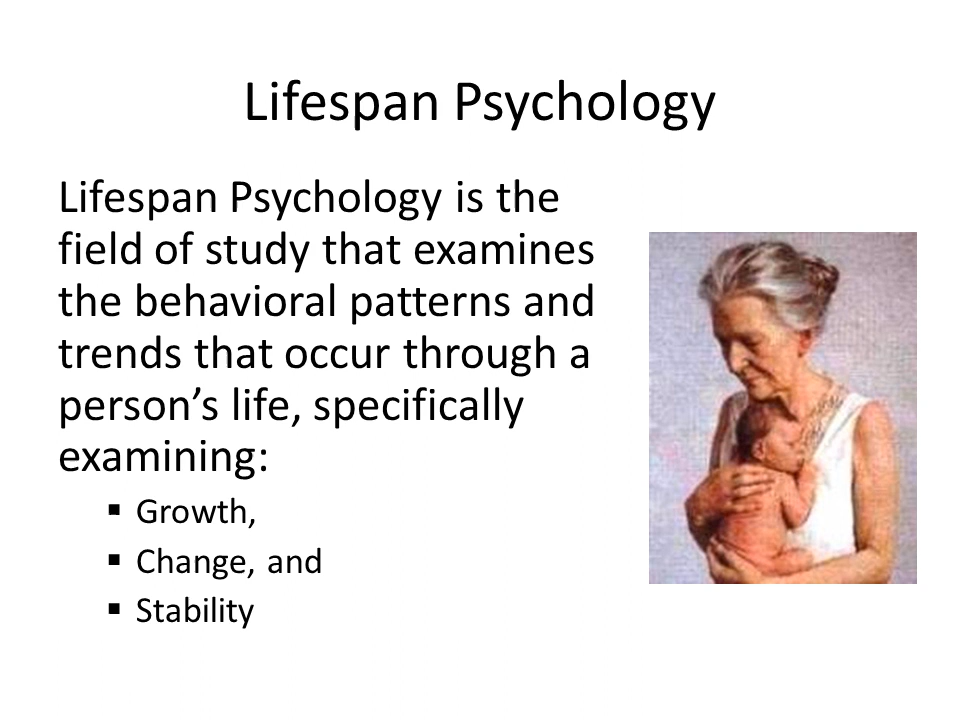 Lifespan Psychology
Lifespan Psychology is the
field of study that examines
the behavioral patterns and
trends that occur through a
person’s life, specifically
examining:
▪ Growth,
▪ Change, and
▪ Stability